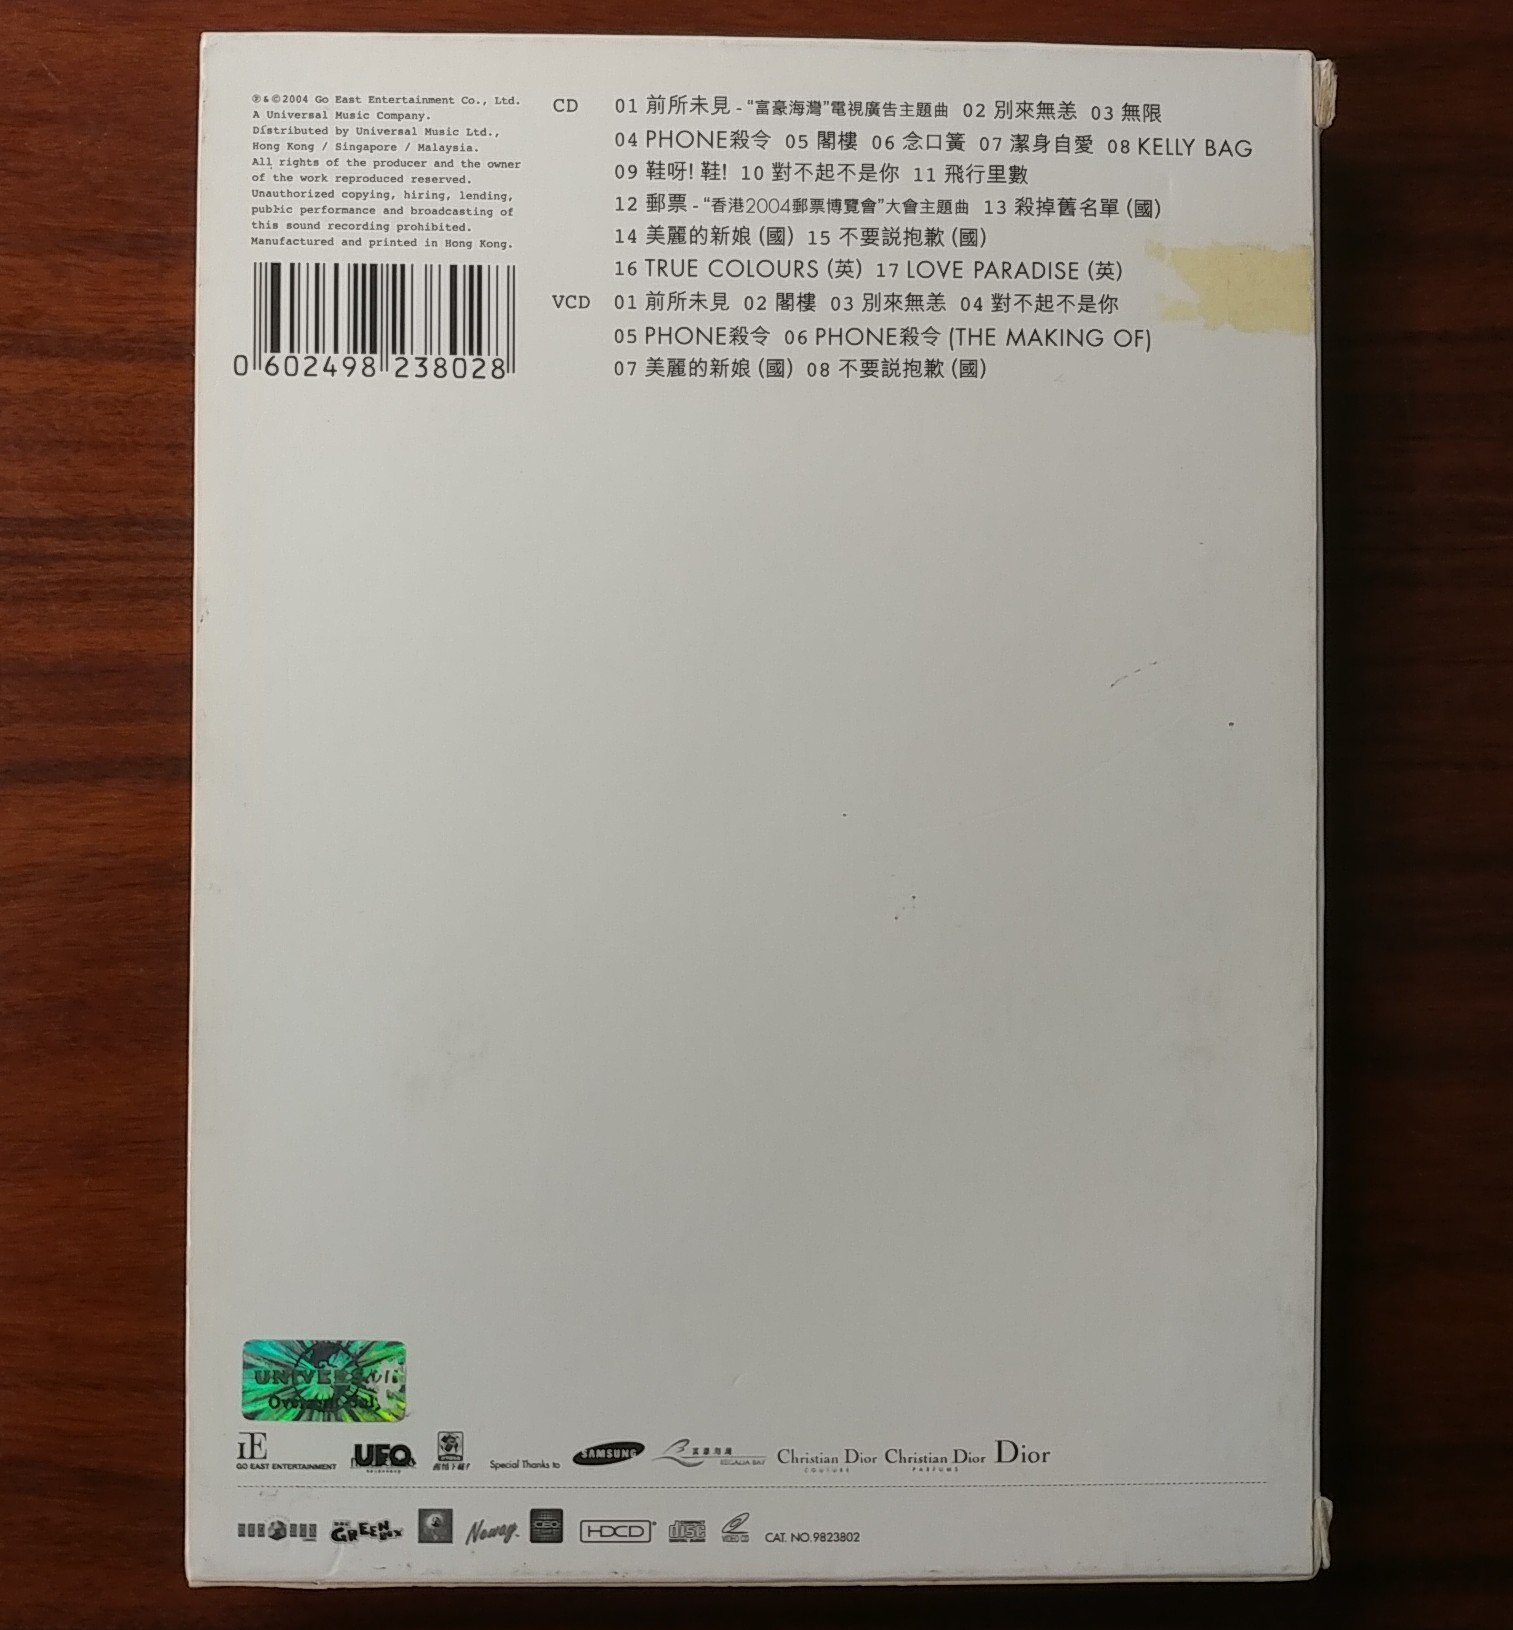 ℗&©2004 Go East Entertainment Co., Ltd.
A Universal Music Company.
Distributed by Universal Music Ltd.,
Hong Kong / Singapore / Malaysia.
All rights of the producer and the owner
of the work reproduced reserved.
Unauthorized copying, hiring, lending,
public performance and broadcasting of
this sound recording prohibited.
Manufactured and printed in Hong Kong.
0 602498 238028
CD 01 前所未見 - “富豪海灣”電視廣告主題曲 02 別來無恙 03 無限
04 PHONE殺令 05 閣樓 06 念口簧 07 潔身自愛 08 KELLY BAG
09 鞋呀! 鞋! 10 對不起不是你 11 飛行里數
12 郵票 - “香港2004郵票博覽會”大會主題曲 13 殺掉舊名單 (國)
14 美麗的新娘 (國) 15 不要説抱歉 (國)
16 TRUE COLOURS (英) 17 LOVE PARADISE (英)
VCD 01 前所未見 02 閣樓 03 別來無恙 04 對不起不是你
05 PHONE殺令 06 PHONE殺令 (THE MAKING OF)
07 美麗的新娘 (國) 08 不要説抱歉 (國)
GO EAST ENTERTAINMENT UFO Special Thanks to SAMSUNG 富豪海灣 REGALIA BAY Christian Dior COUTURE Christian Dior PARFUMS Dior
GREEN BOX Neway CEO HDCD disc VIDEO CD CAT. NO. 9823802